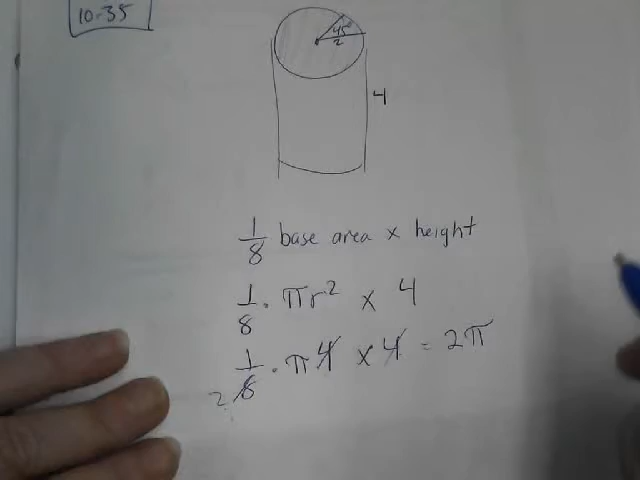 10-35
45°
2
4
1/8 base area x height
1/8 · πr² x 4
1/8 · π4 x 4 = 2π
2